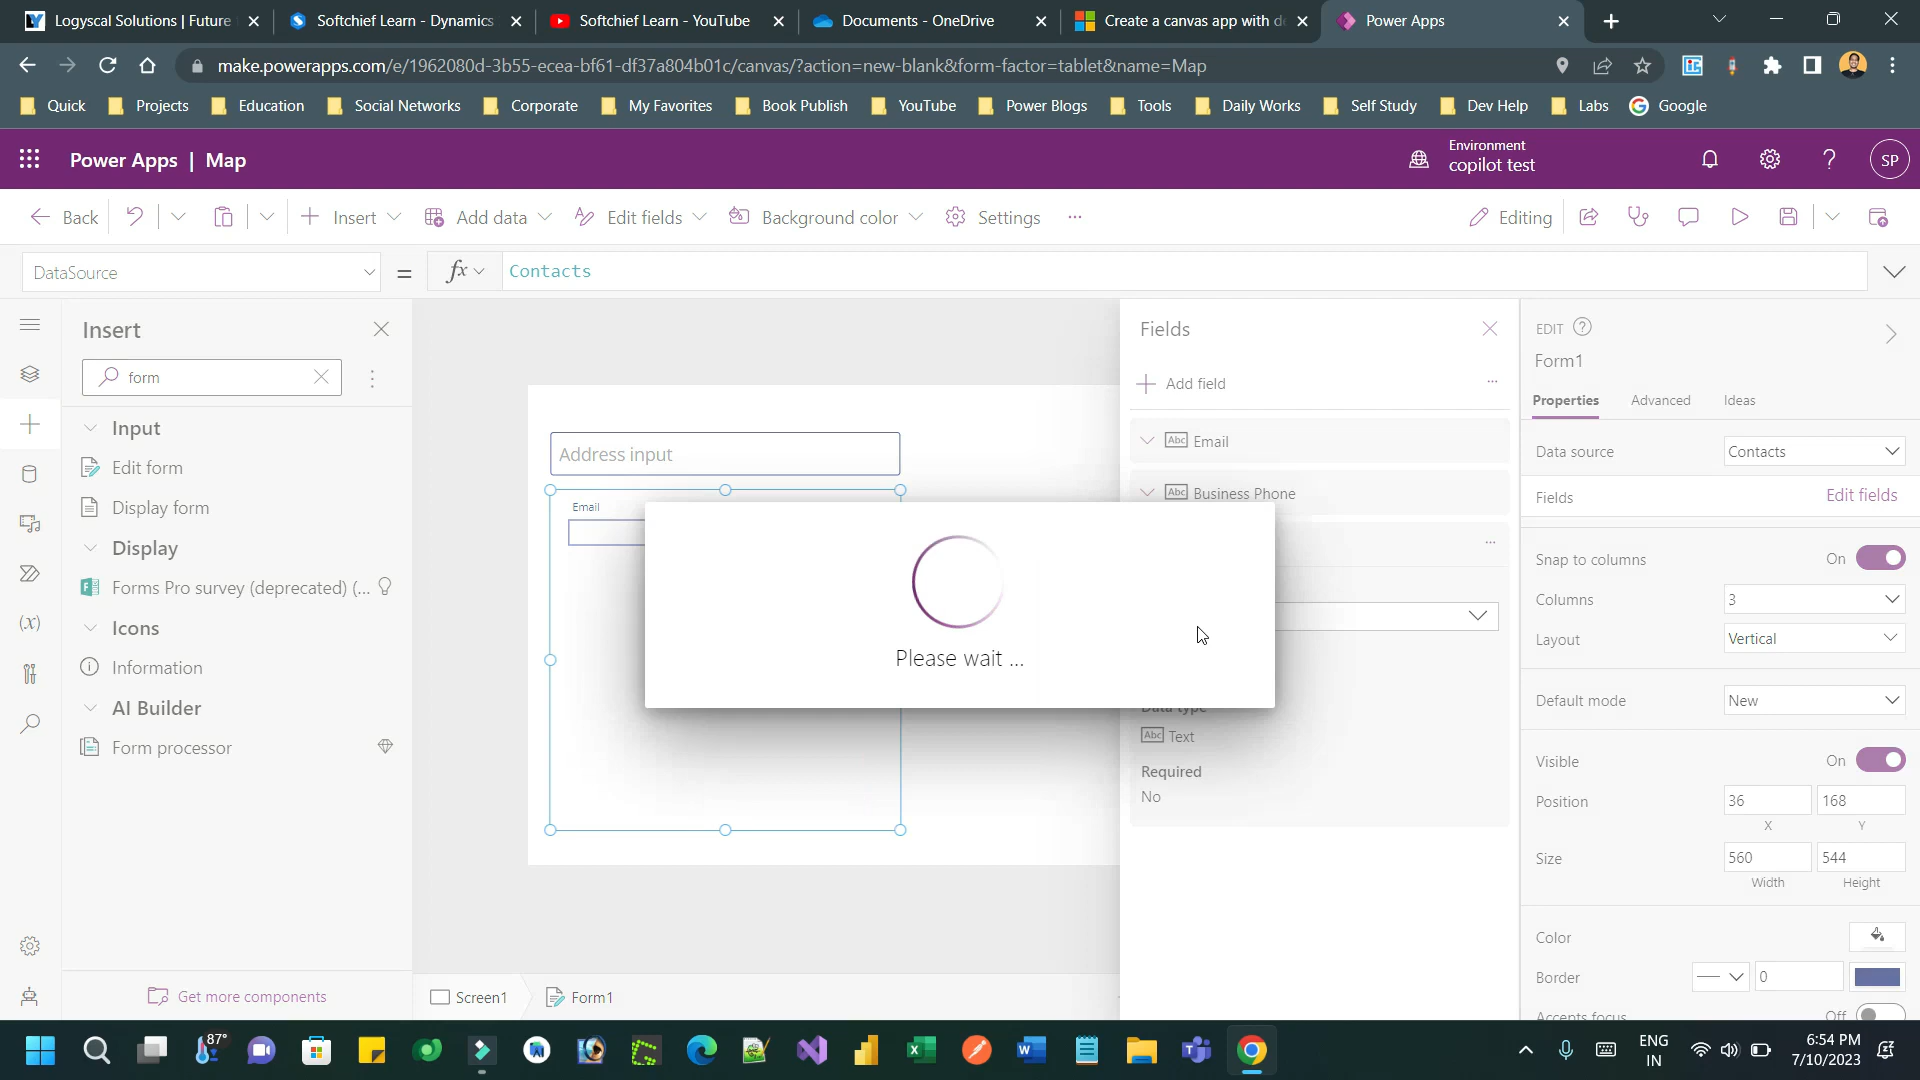 Logyscal Solutions | Future
Softchief Learn - Dynamics
Softchief Learn - YouTube
Documents - OneDrive
Create a canvas app with de
Power Apps
make.powerapps.com/e/1962080d-3b55-ecea-bf61-df37a804b01c/canvas/?action=new-blank&form-factor=tablet&name=Map
Quick
Projects
Education
Social Networks
Corporate
My Favorites
Book Publish
YouTube
Power Blogs
Tools
Daily Works
Self Study
Dev Help
Labs
Google
Power Apps | Map
Environment
copilot test
SP
Back
Insert
Add data
Edit fields
Background color
Settings
...
Editing
DataSource
=
fx
Contacts
Insert
form
Input
Edit form
Display form
Display
Forms Pro survey (deprecated) (...
Icons
Information
AI Builder
Form processor
Get more components
Address input
Email
Please wait ...
Screen1
Form1
Fields
Add field
...
Abc Email
Abc Business Phone
...
Data type
Abc Text
Required
No
EDIT
Form1
Properties
Advanced
Ideas
Data source
Contacts
Fields
Edit fields
Snap to columns
On
Columns
3
Layout
Vertical
Default mode
New
Visible
On
Position
36
168
X
Y
Size
560
544
Width
Height
Color
Border
0
Accepts focus
Off
87°
ENG
IN
6:54 PM
7/10/2023